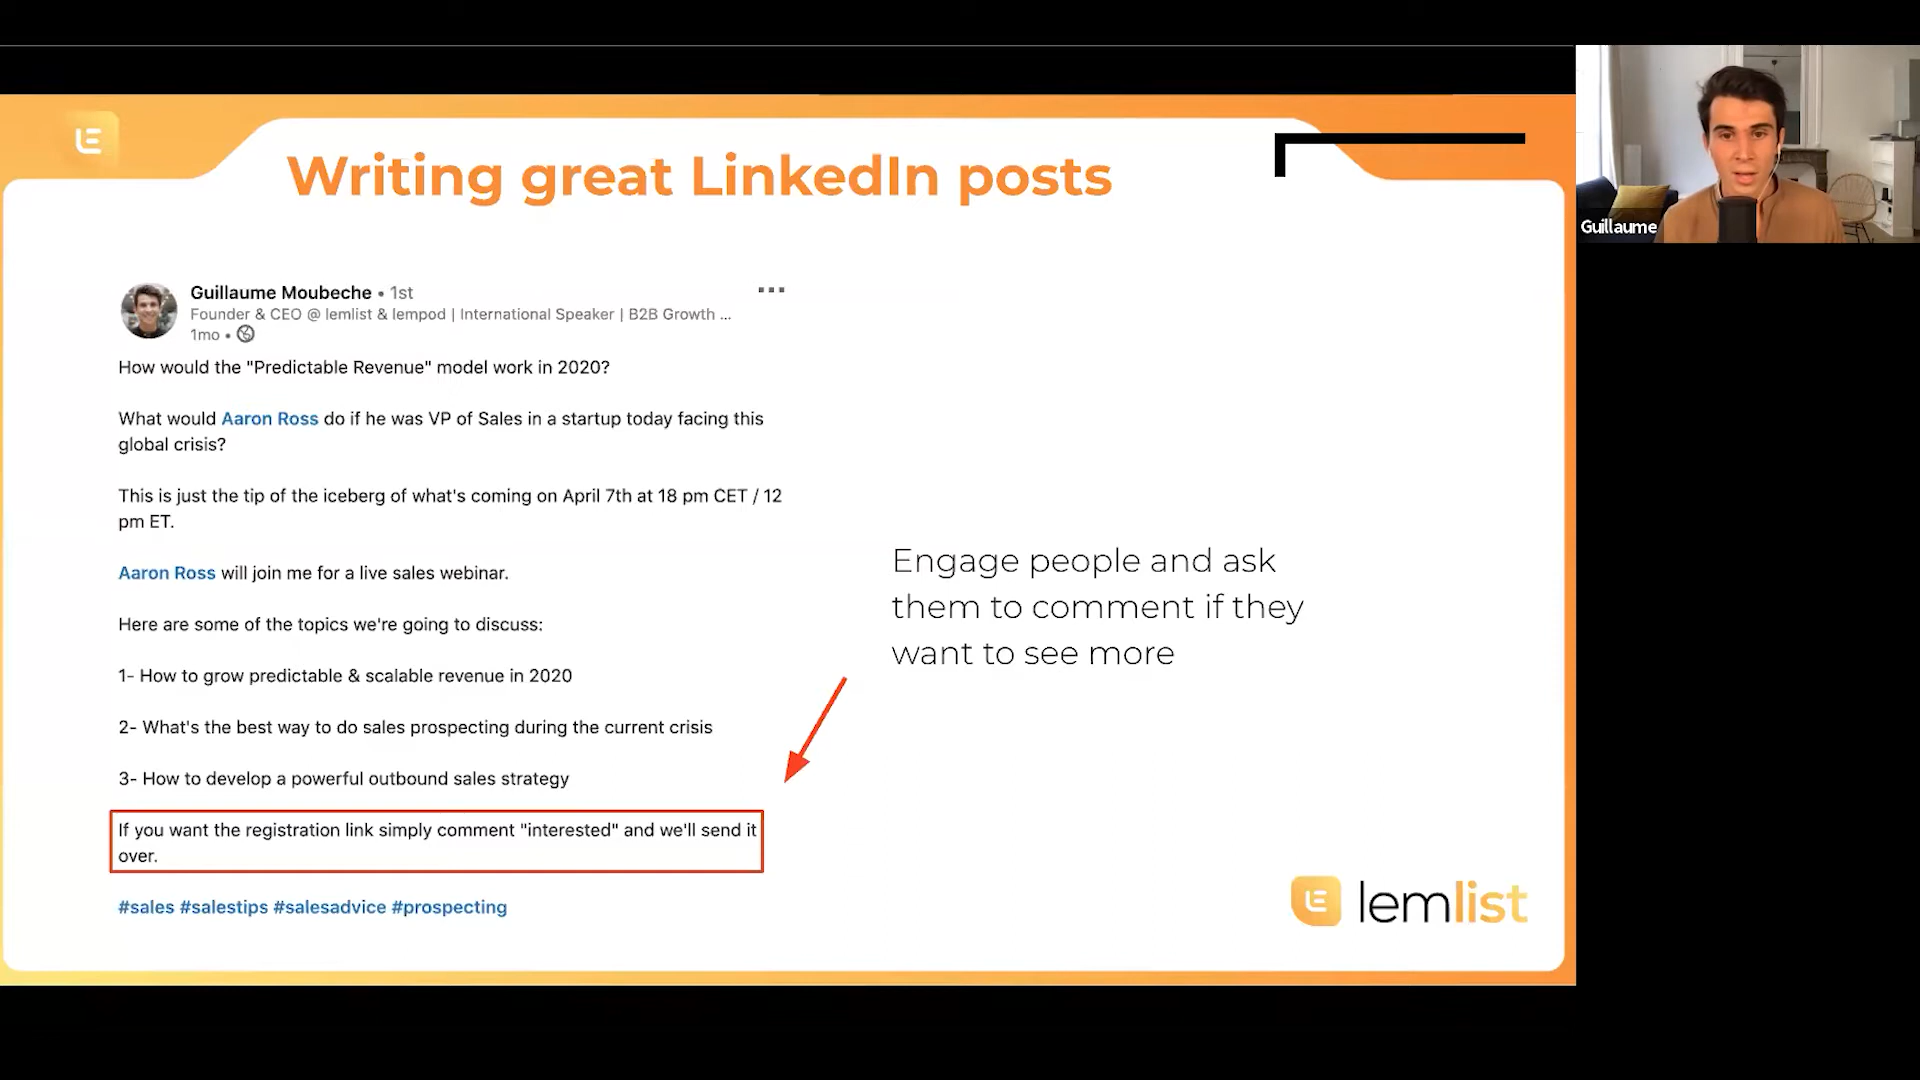 Writing great LinkedIn posts
Guillaume
Guillaume Moubeche • 1st
Founder & CEO @ lemlist & lempod | International Speaker | B2B Growth ...
1mo •
How would the "Predictable Revenue" model work in 2020?
What would Aaron Ross do if he was VP of Sales in a startup today facing this
global crisis?
This is just the tip of the iceberg of what's coming on April 7th at 18 pm CET / 12
pm ET.
Aaron Ross will join me for a live sales webinar.
Here are some of the topics we're going to discuss:
1- How to grow predictable & scalable revenue in 2020
2- What's the best way to do sales prospecting during the current crisis
3- How to develop a powerful outbound sales strategy
If you want the registration link simply comment "interested" and we'll send it
over.
#sales #salestips #salesadvice #prospecting
Engage people and ask
them to comment if they
want to see more
lemlist